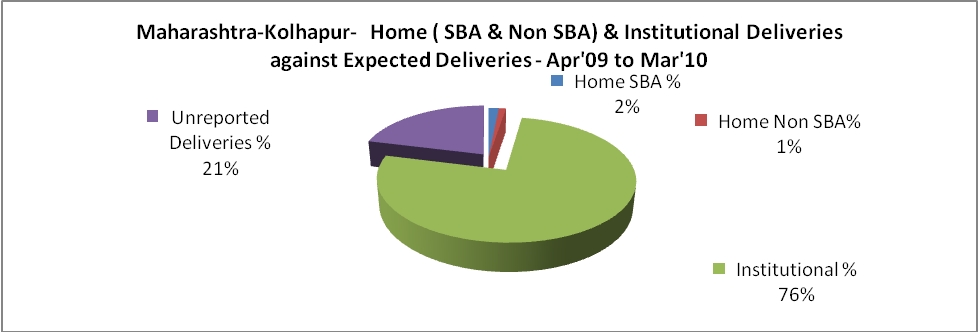 Maharashtra-Kolhapur- Home ( SBA & Non SBA) & Institutional Deliveries
against Expected Deliveries - Apr'09 to Mar'10
Home SBA %
2%
Home Non SBA%
1%
Unreported
Deliveries %
21%
Institutional %
76%